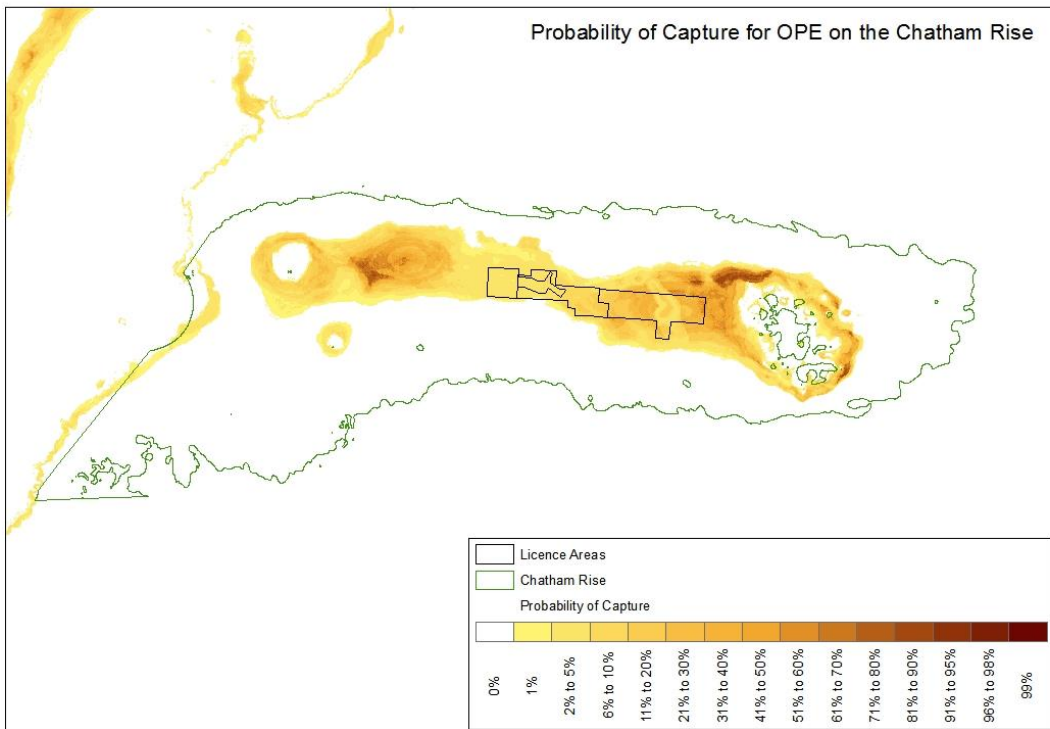 Probability of Capture for OPE on the Chatham Rise
Licence Areas
Chatham Rise
Probability of Capture
0%
1%
2% to 5%
6% to 10%
11% to 20%
21% to 30%
31% to 40%
41% to 50%
51% to 60%
61% to 70%
71% to 80%
81% to 90%
91% to 95%
96% to 98%
99%